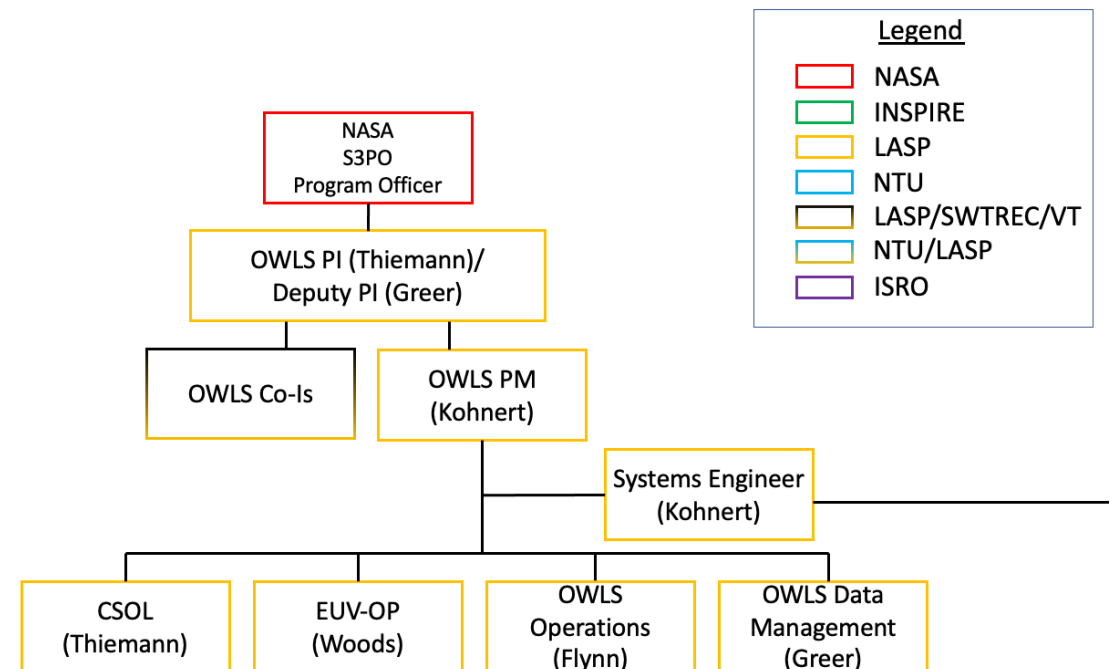 Legend
NASA
INSPIRE
LASP
NTU
LASP/SWTREC/VT
NTU/LASP
ISRO
NASA
S3PO
Program Officer
OWLS PI (Thiemann)/
Deputy PI (Greer)
OWLS Co-Is
OWLS PM
(Kohnert)
Systems Engineer
(Kohnert)
CSOL
(Thiemann)
EUV-OP
(Woods)
OWLS
Operations
(Flynn)
OWLS Data
Management
(Greer)